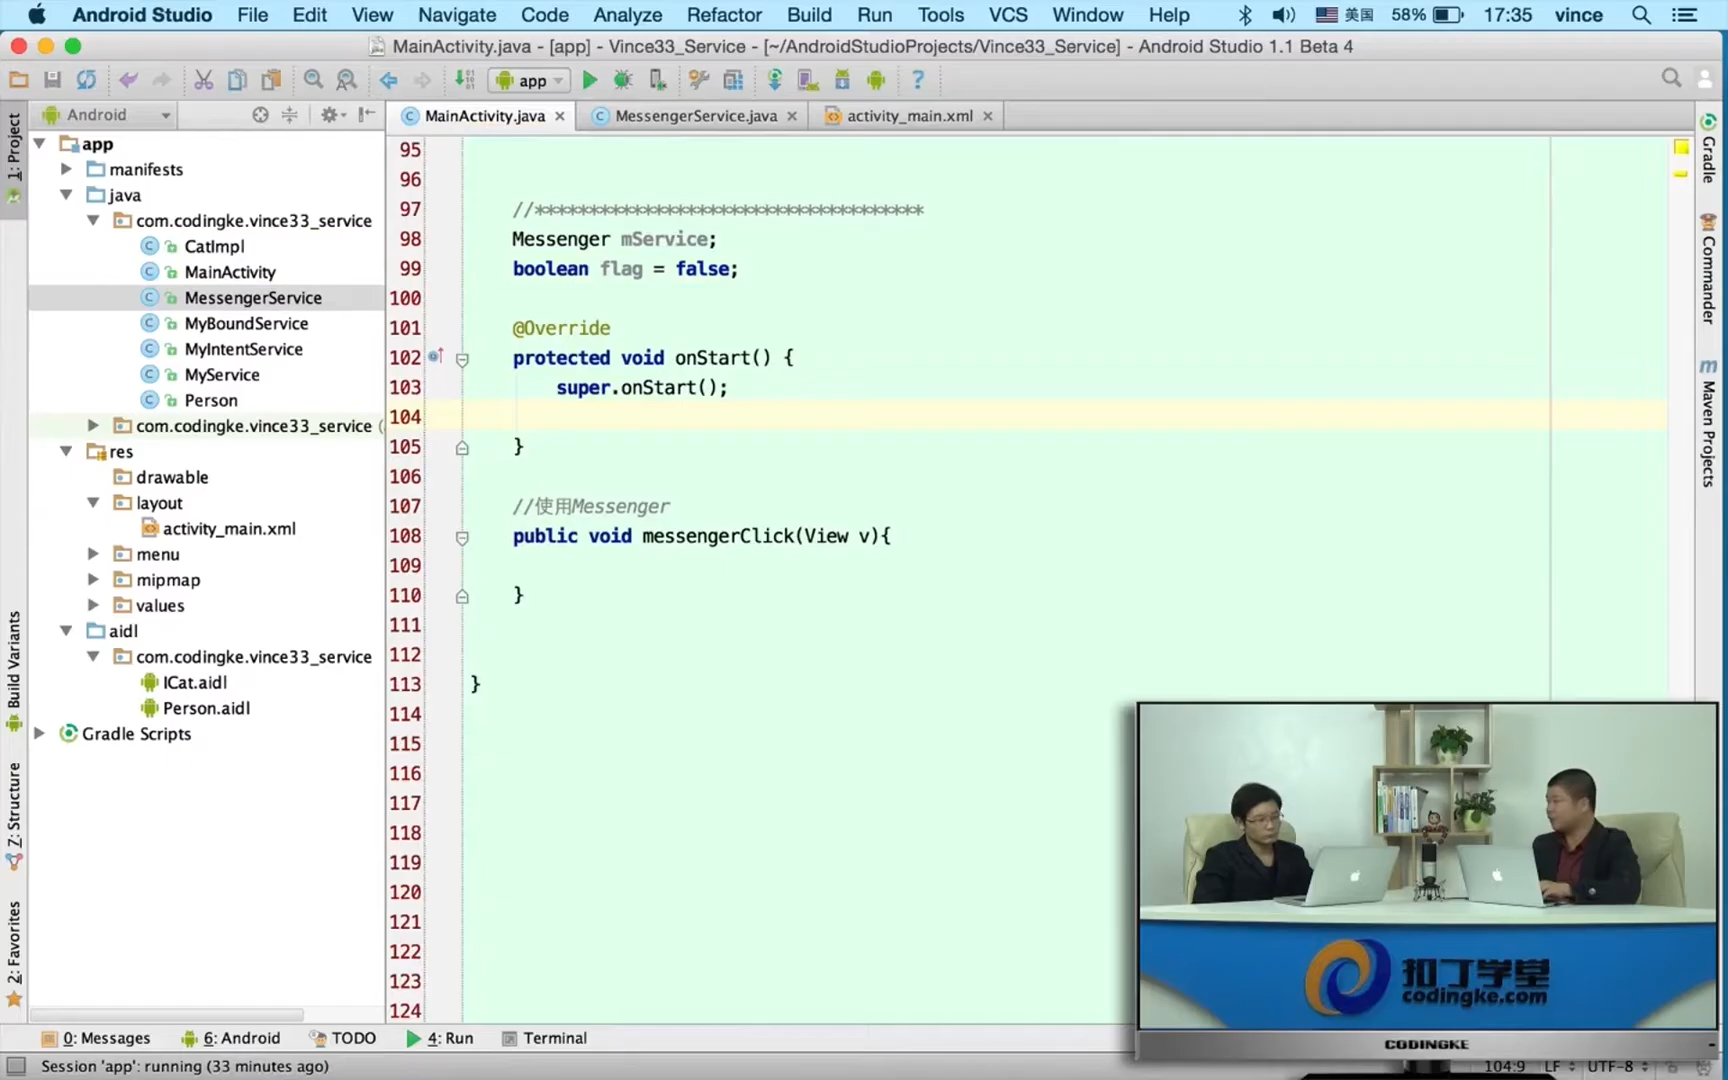 Android Studio File Edit View Navigate Code Analyze Refactor Build Run Tools VCS Window Help 美国 58% 17:35 vince
MainActivity.java - [app] - Vince33_Service - [~/AndroidStudioProjects/Vince33_Service] - Android Studio 1.1 Beta 4
app
Android
MainActivity.java
MessengerService.java
activity_main.xml
1: Project
Build Variants
Z: Structure
2: Favorites
app
manifests
java
com.codingke.vince33_service
CatImpl
MainActivity
MessengerService
MyBoundService
MyIntentService
MyService
Person
com.codingke.vince33_service (
res
drawable
layout
activity_main.xml
menu
mipmap
values
aidl
com.codingke.vince33_service
ICat.aidl
Person.aidl
Gradle Scripts
95
96
97 //************************************
98 Messenger mService;
99 boolean flag = false;
100
101 @Override
102 protected void onStart() {
103 super.onStart();
104
105 }
106
107 //使用Messenger
108 public void messengerClick(View v){
109
110 }
111
112
113 }
114
115
116
117
118
119
120
121
122
123
124
Gradle
Commander
m Maven Projects
扣丁学堂
codingke.com
CODINGKE
0: Messages 6: Android TODO 4: Run Terminal
Session 'app': running (33 minutes ago)
104:9 LF UTF-8